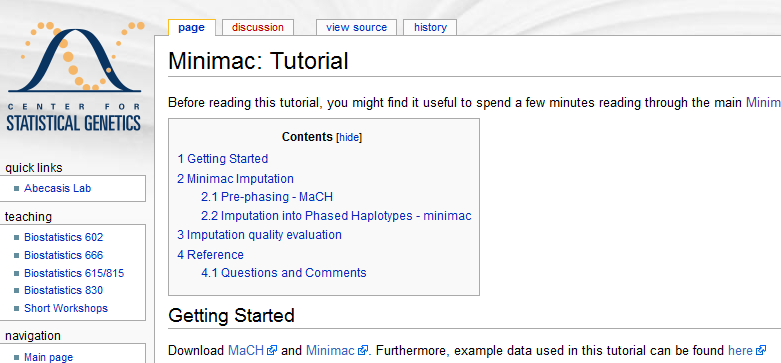 CENTER FOR
STATISTICAL GENETICS
quick links
Abecasis Lab
teaching
Biostatistics 602
Biostatistics 666
Biostatistics 615/815
Biostatistics 830
Short Workshops
navigation
Main page
page discussion view source history
Minimac: Tutorial
Before reading this tutorial, you might find it useful to spend a few minutes reading through the main Minim
Contents [hide]
1 Getting Started
2 Minimac Imputation
2.1 Pre-phasing - MaCH
2.2 Imputation into Phased Haplotypes - minimac
3 Imputation quality evaluation
4 Reference
4.1 Questions and Comments
Getting Started
Download MaCH and Minimac. Furthermore, example data used in this tutorial can be found here